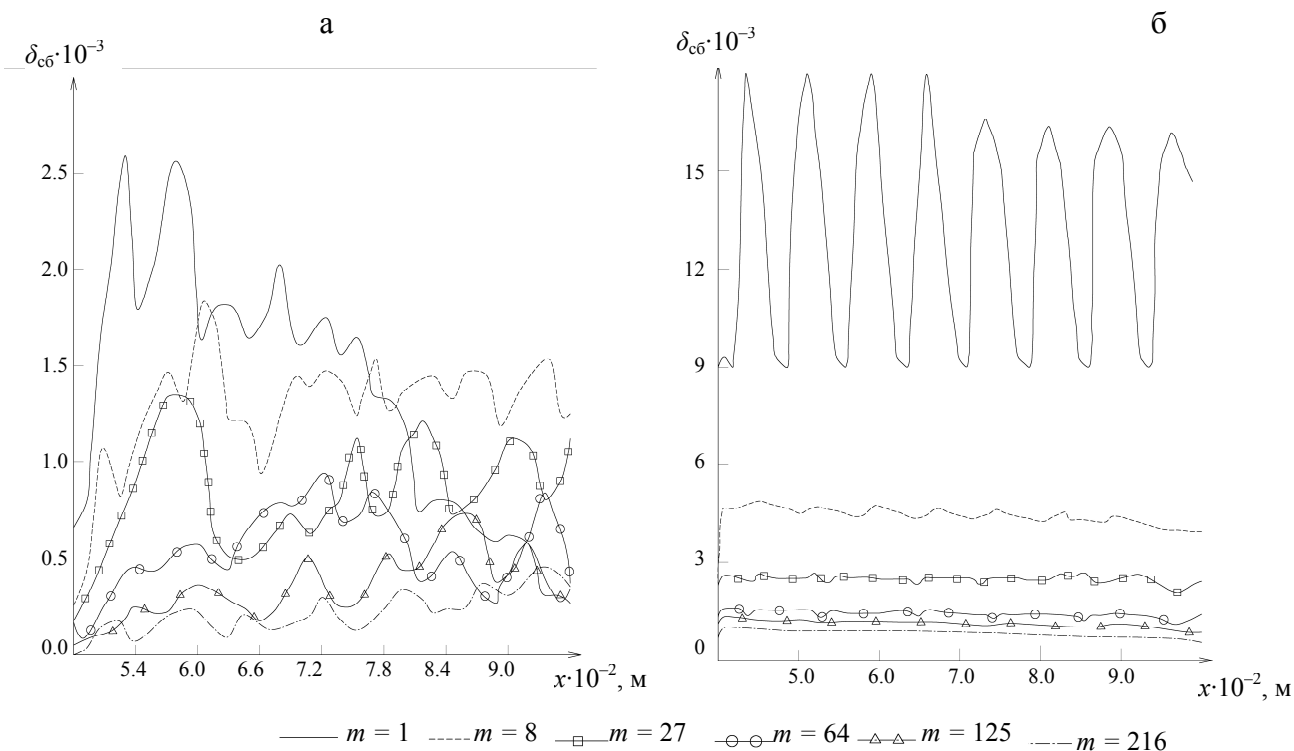 а
δсб·10⁻³
2.5
2.0
1.5
1.0
0.5
0.0
5.4 6.0 6.6 7.2 7.8 8.4 9.0
x·10⁻², м
б
δсб·10⁻³
15
12
9
6
3
0
5.0 6.0 7.0 8.0 9.0
x·10⁻², м
m = 1 m = 8 m = 27 m = 64 m = 125 m = 216